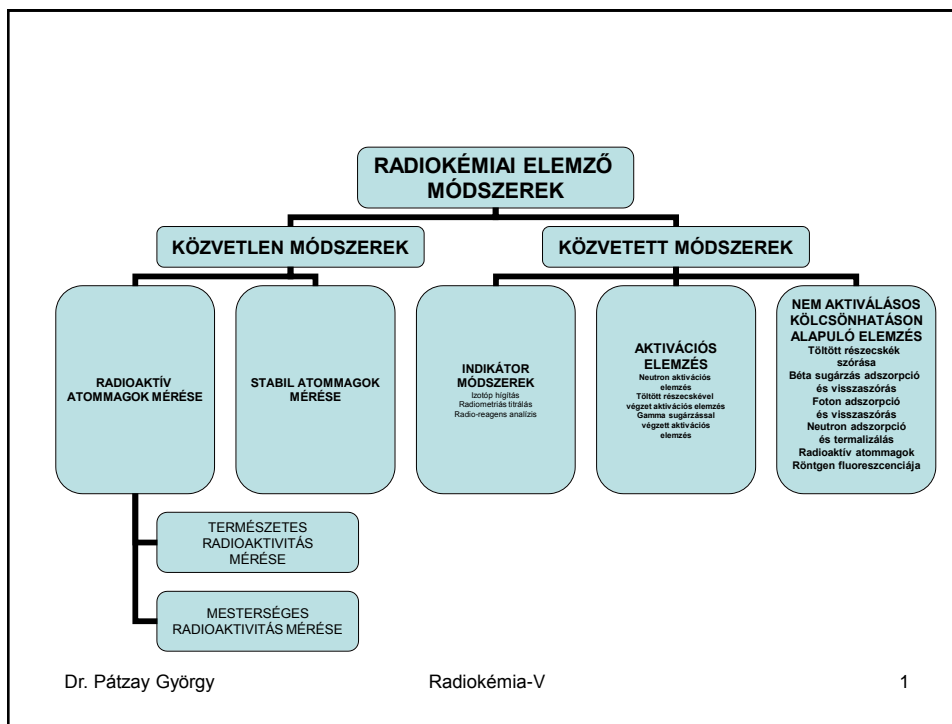 RADIOKÉMIAI ELEMZŐ
MÓDSZEREK
KÖZVETLEN MÓDSZEREK
KÖZVETETT MÓDSZEREK
RADIOAKTÍV
ATOMMAGOK MÉRÉSE
STABIL ATOMMAGOK
MÉRÉSE
INDIKÁTOR
MÓDSZEREK
Izotóp hígítás
Radiometriás titrálás
Radio-reagens analízis
AKTIVÁCIÓS
ELEMZÉS
Neutron aktivációs
elemzés
Töltött részecskével
végzet aktivációs elemzés
Gamma sugárzással
végzett aktivációs
elemzés
NEM AKTIVÁLÁSOS
KÖLCSÖNHATÁSON
ALAPULÓ ELEMZÉS
Töltött részecskék
szórása
Béta sugárzás adszorpció
és visszaszórás
Foton adszorpció
és visszaszórás
Neutron adszorpció
és termalizálás
Radioaktív atommagok
Röntgen fluoreszcenciája
TERMÉSZETES
RADIOAKTIVITÁS
MÉRÉSE
MESTERSÉGES
RADIOAKTIVITÁS MÉRÉSE
Dr. Pátzay György
Radiokémia-V
1